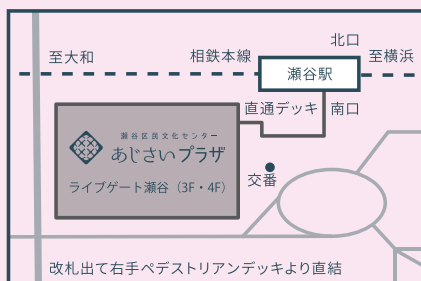 北口
至大和
相鉄本線
至横浜
瀬谷駅
直通デッキ
南口
瀬谷区民文化センター
あじさいプラザ
ライブゲート瀬谷（3F・4F）
交番
改札出て右手ペデストリアンデッキより直結